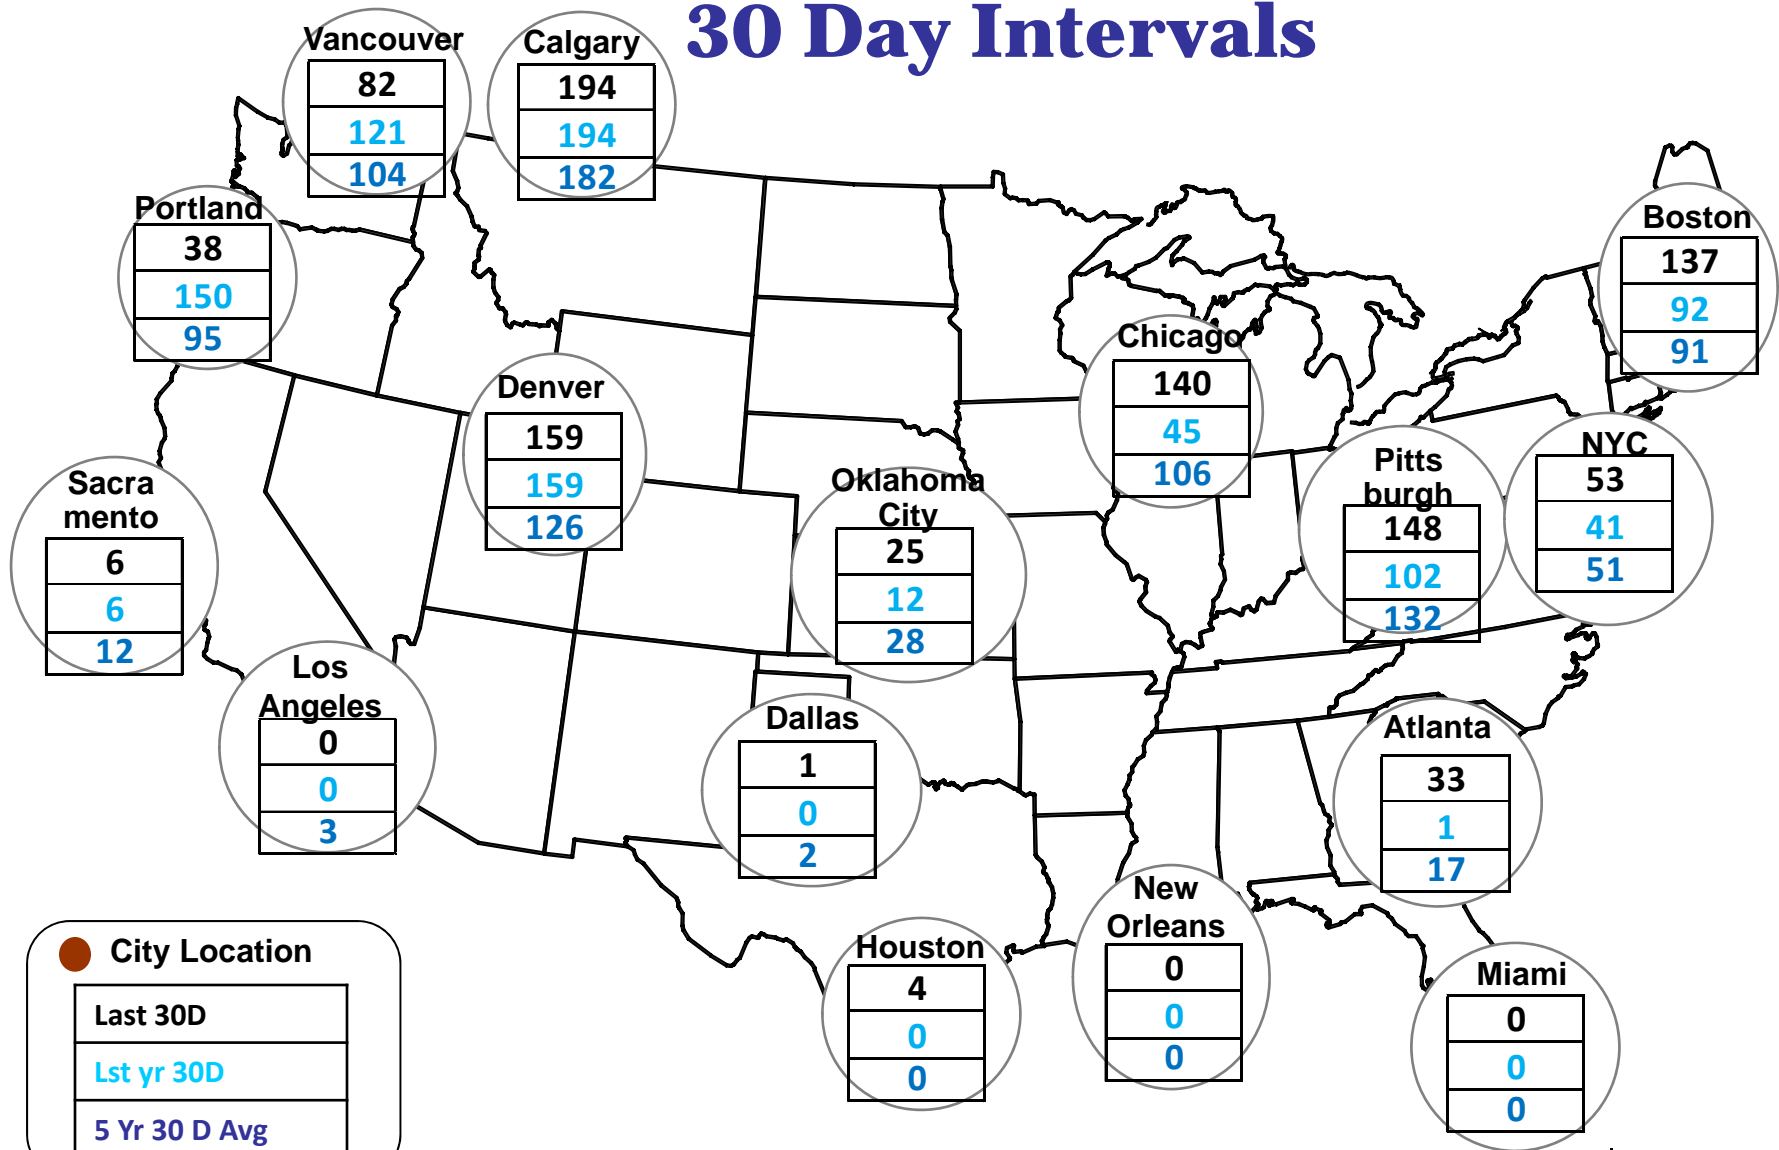 30 Day Intervals
Vancouver
82
121
104
Calgary
194
194
182
Portland
38
150
95
Boston
137
92
91
Chicago
140
45
106
Denver
159
159
126
NYC
53
41
51
Pitts
burgh
148
102
132
Oklahoma
City
25
12
28
Sacra
mento
6
6
12
Los
Angeles
0
0
3
Dallas
1
0
2
Atlanta
33
1
17
New
Orleans
0
0
0
Houston
4
0
0
Miami
0
0
0
City Location
Last 30D
Lst yr 30D
5 Yr 30 D Avg